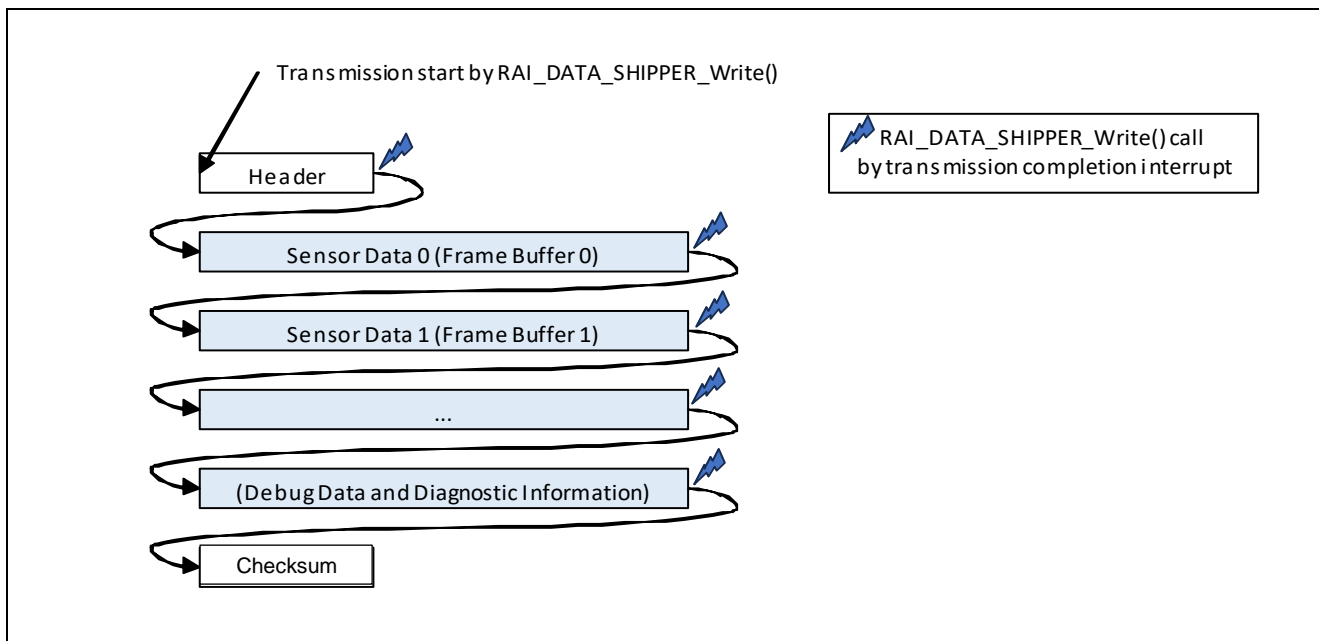 Transmission start by RAI_DATA_SHIPPER_Write()
RAI_DATA_SHIPPER_Write() call
by transmission completion interrupt
Header
Sensor Data 0 (Frame Buffer 0)
Sensor Data 1 (Frame Buffer 1)
...
(Debug Data and Diagnostic Information)
Checksum